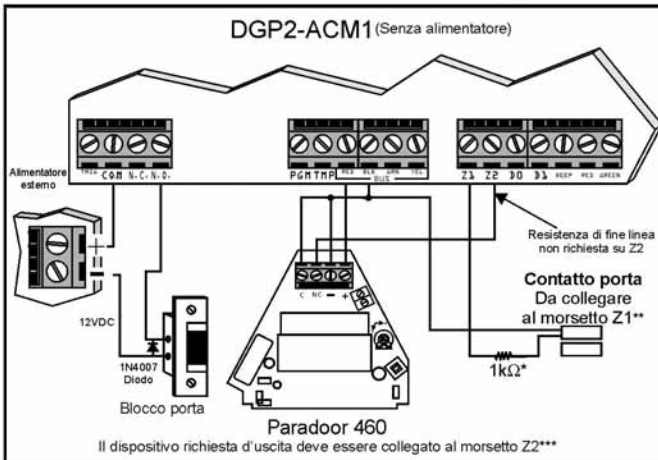 DGP2-ACM1 (Senza alimentatore)
Alimentatore
esterno
TRIG COM N.C. N.O.
PGM TMP RED BLK GRN YEL
BUS
Z1 Z2 D0 D1 BEEP RED GREEN
+
−
12VDC
1N4007
Diodo
Blocco porta
C NC − +
Resistenza di fine linea
non richiesta su Z2
Contatto porta
Da collegare
al morsetto Z1**
1kΩ*
Paradoor 460
Il dispositivo richiesta d'uscita deve essere collegato al morsetto Z2***